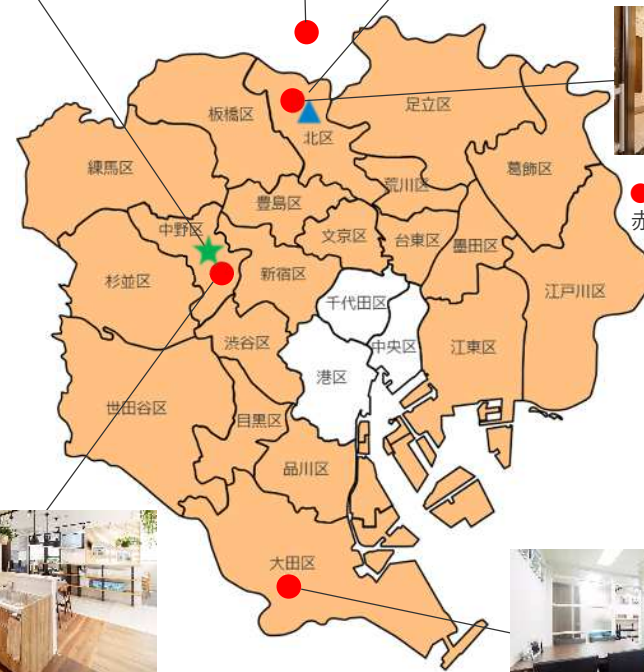 板橋区
足立区
北区
練馬区
葛飾区
荒川区
豊島区
中野区
文京区
台東区
墨田区
赤
杉並区
新宿区
江戸川区
千代田区
渋谷区
中央区
江東区
港区
世田谷区
目黒区
品川区
大田区